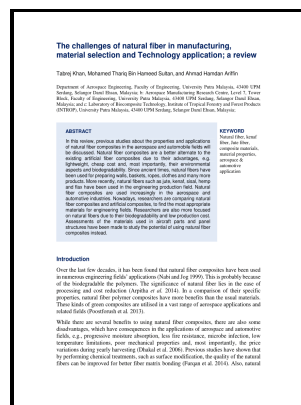 The challenges of natural fiber in manufacturing,
material selection and Technology application; a review
Tabrej Khan, Mohamed Thariq Bin Hameed Sultan, and Ahmad Hamdan Ariffin
Department of Aerospace Engineering, Faculty of Engineering, University Putra Malaysia, 43400 UPM
Serdang, Selangor Darul Ehsan, Malaysia; b: Aerospace Manufacturing Research Centre, Level 7, Tower
Block, Faculty of Engineering, University Putra Malaysia, 43400 UPM Serdang, Selangor Darul Ehsan,
Malaysia; and c: Laboratory of Biocomposite Technology, Institute of Tropical Forestry and Forest Products
(INTROP), University Putra Malaysia, Selangor Darul Ehsan, Malaysia.
ABSTRACT
In this review, previous studies about the properties and applications
of natural fibre composites in the aerospace and automobile fields will
be discussed. Natural fibre composites are a better alternate to the
existing artificial fiber composites due to their advantages, e.g.
lightweight, cheap cost and, most importantly, their environmental
aspects and biodegradability. Since ancient times, natural fibers have
been used for preparing walls, baskets, ropes, clothes and many more
products. More recently, natural fibers such as jute, kenaf, sisal, hemp
and flax have been used in the engineering production field. Natural
fiber composites are used increasingly in the aerospace and
automotive industries. Nowadays, researchers are comparing natural
fiber composites and artificial composites, to find the most appropriate
materials for engineering fields. Researchers are also more focused
on natural fibers due to their biodegradability and low production cost.
Assessments of the materials used in aircraft parts and panel
structures have been made to study the potential of using natural fiber
composites instead.
KEYWORD
Natural fiber, kenaf
fiber, Jute fiber,
composite materials,
material properties,
aerospace &
automotive
application
Introduction
Over the last few decades, it has been found that natural fiber composites have been used
in numerous engineering fields' applications (Nabi and Jog 1999). This is probably because
of the biodegradable the polymers. The significance of natural fibre lies in the ease of
processing and cost reduction (Arpitha et al. 2014). In a comparison of their specific
properties, natural fiber polymer composites have more benefits than the usual materials.
These kinds of green composites are utilised in a vast range of aerospace applications and
related fields (Poostforush et al. 2013).
While there are several benefits to using natural fiber composites, there are also some
disadvantages, which have consequences in the applications of aerospace and automotive
fields, e.g., progressive moisture absorption, less fire resistance, microbe infection, low
temperature limitations, poor mechanical properties and, most importantly, the price
variations during yearly harvesting (Dhakal et al. 2006). Previous studies have shown that
by performing chemical treatments, such as surface modification, the quality of the natural
fibers can be improved for better fiber matrix bonding (Faruk et al. 2014). Also, natural